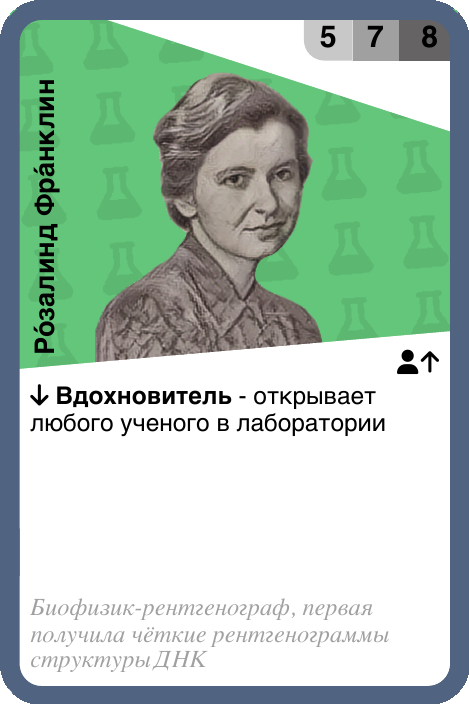 5 7 8
Ро́залинд Фра́нклин
Вдохновитель - открывает
любого ученого в лаборатории
Биофизик-рентгенограф, первая
получила чёткие рентгенограммы
структуры ДНК